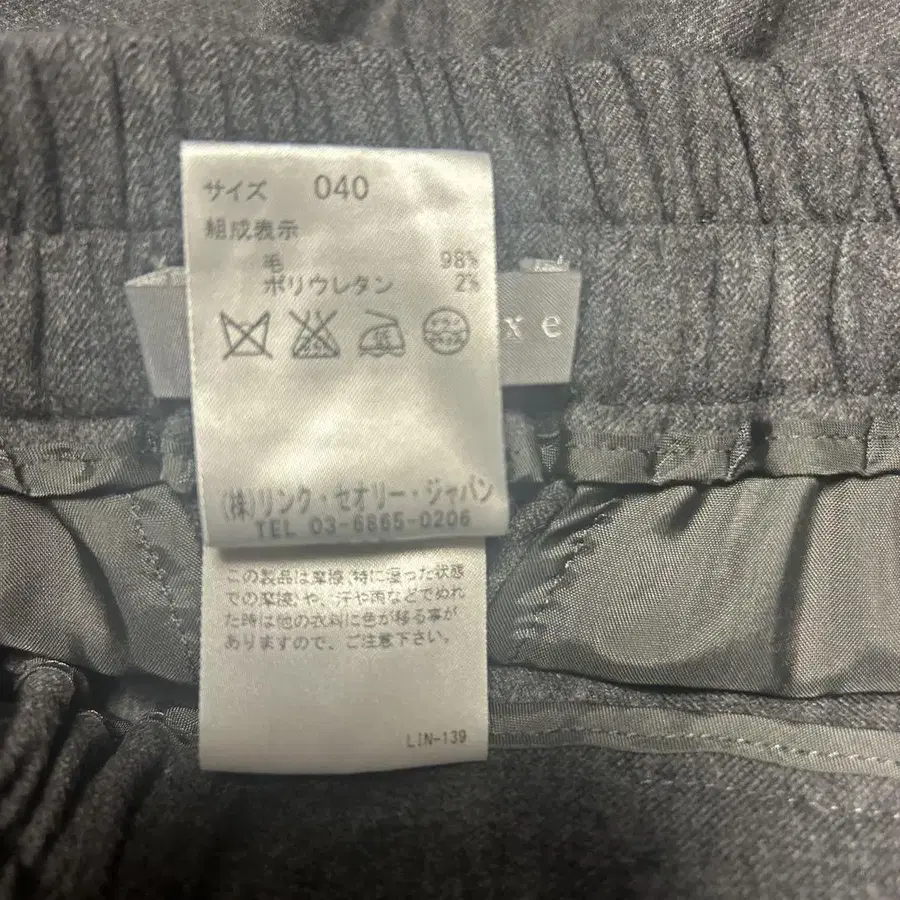 サイズ 040
組成表示
毛 98%
ポリウレタン 2%
xe
(株)リンク・セオリー・ジャパン
TEL 03-6865-0206
この製品は摩擦(特に湿った状態
での摩擦)や、汗や雨などでぬれ
た時は他の衣料に色が移る事が
ありますので、ご注意下さい。
LIN-139